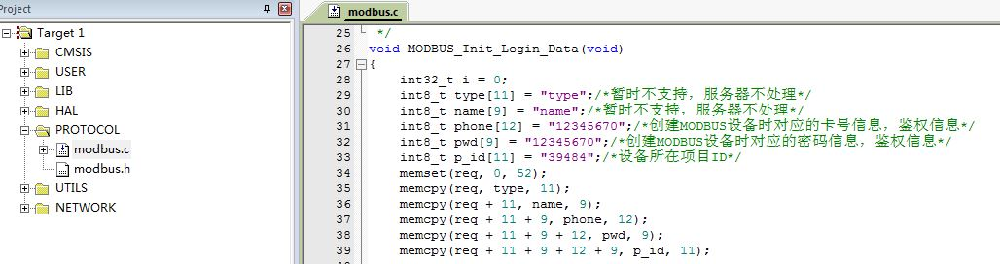 Project
Target 1
CMSIS
USER
LIB
HAL
PROTOCOL
modbus.c
modbus.h
UTILS
NETWORK
modbus.c
25 */
26 void MODBUS_Init_Login_Data(void)
27 {
28 int32_t i = 0;
29 int8_t type[11] = "type";/*暂时不支持，服务器不处理*/
30 int8_t name[9] = "name";/*暂时不支持，服务器不处理*/
31 int8_t phone[12] = "12345670";/*创建MODBUS设备时对应的卡号信息，鉴权信息*/
32 int8_t pwd[9] = "12345670";/*创建MODBUS设备时对应的密码信息，鉴权信息*/
33 int8_t p_id[11] = "39484";/*设备所在项目ID*/
34 memset(req, 0, 52);
35 memcpy(req, type, 11);
36 memcpy(req + 11, name, 9);
37 memcpy(req + 11 + 9, phone, 12);
38 memcpy(req + 11 + 9 + 12, pwd, 9);
39 memcpy(req + 11 + 9 + 12 + 9, p_id, 11);